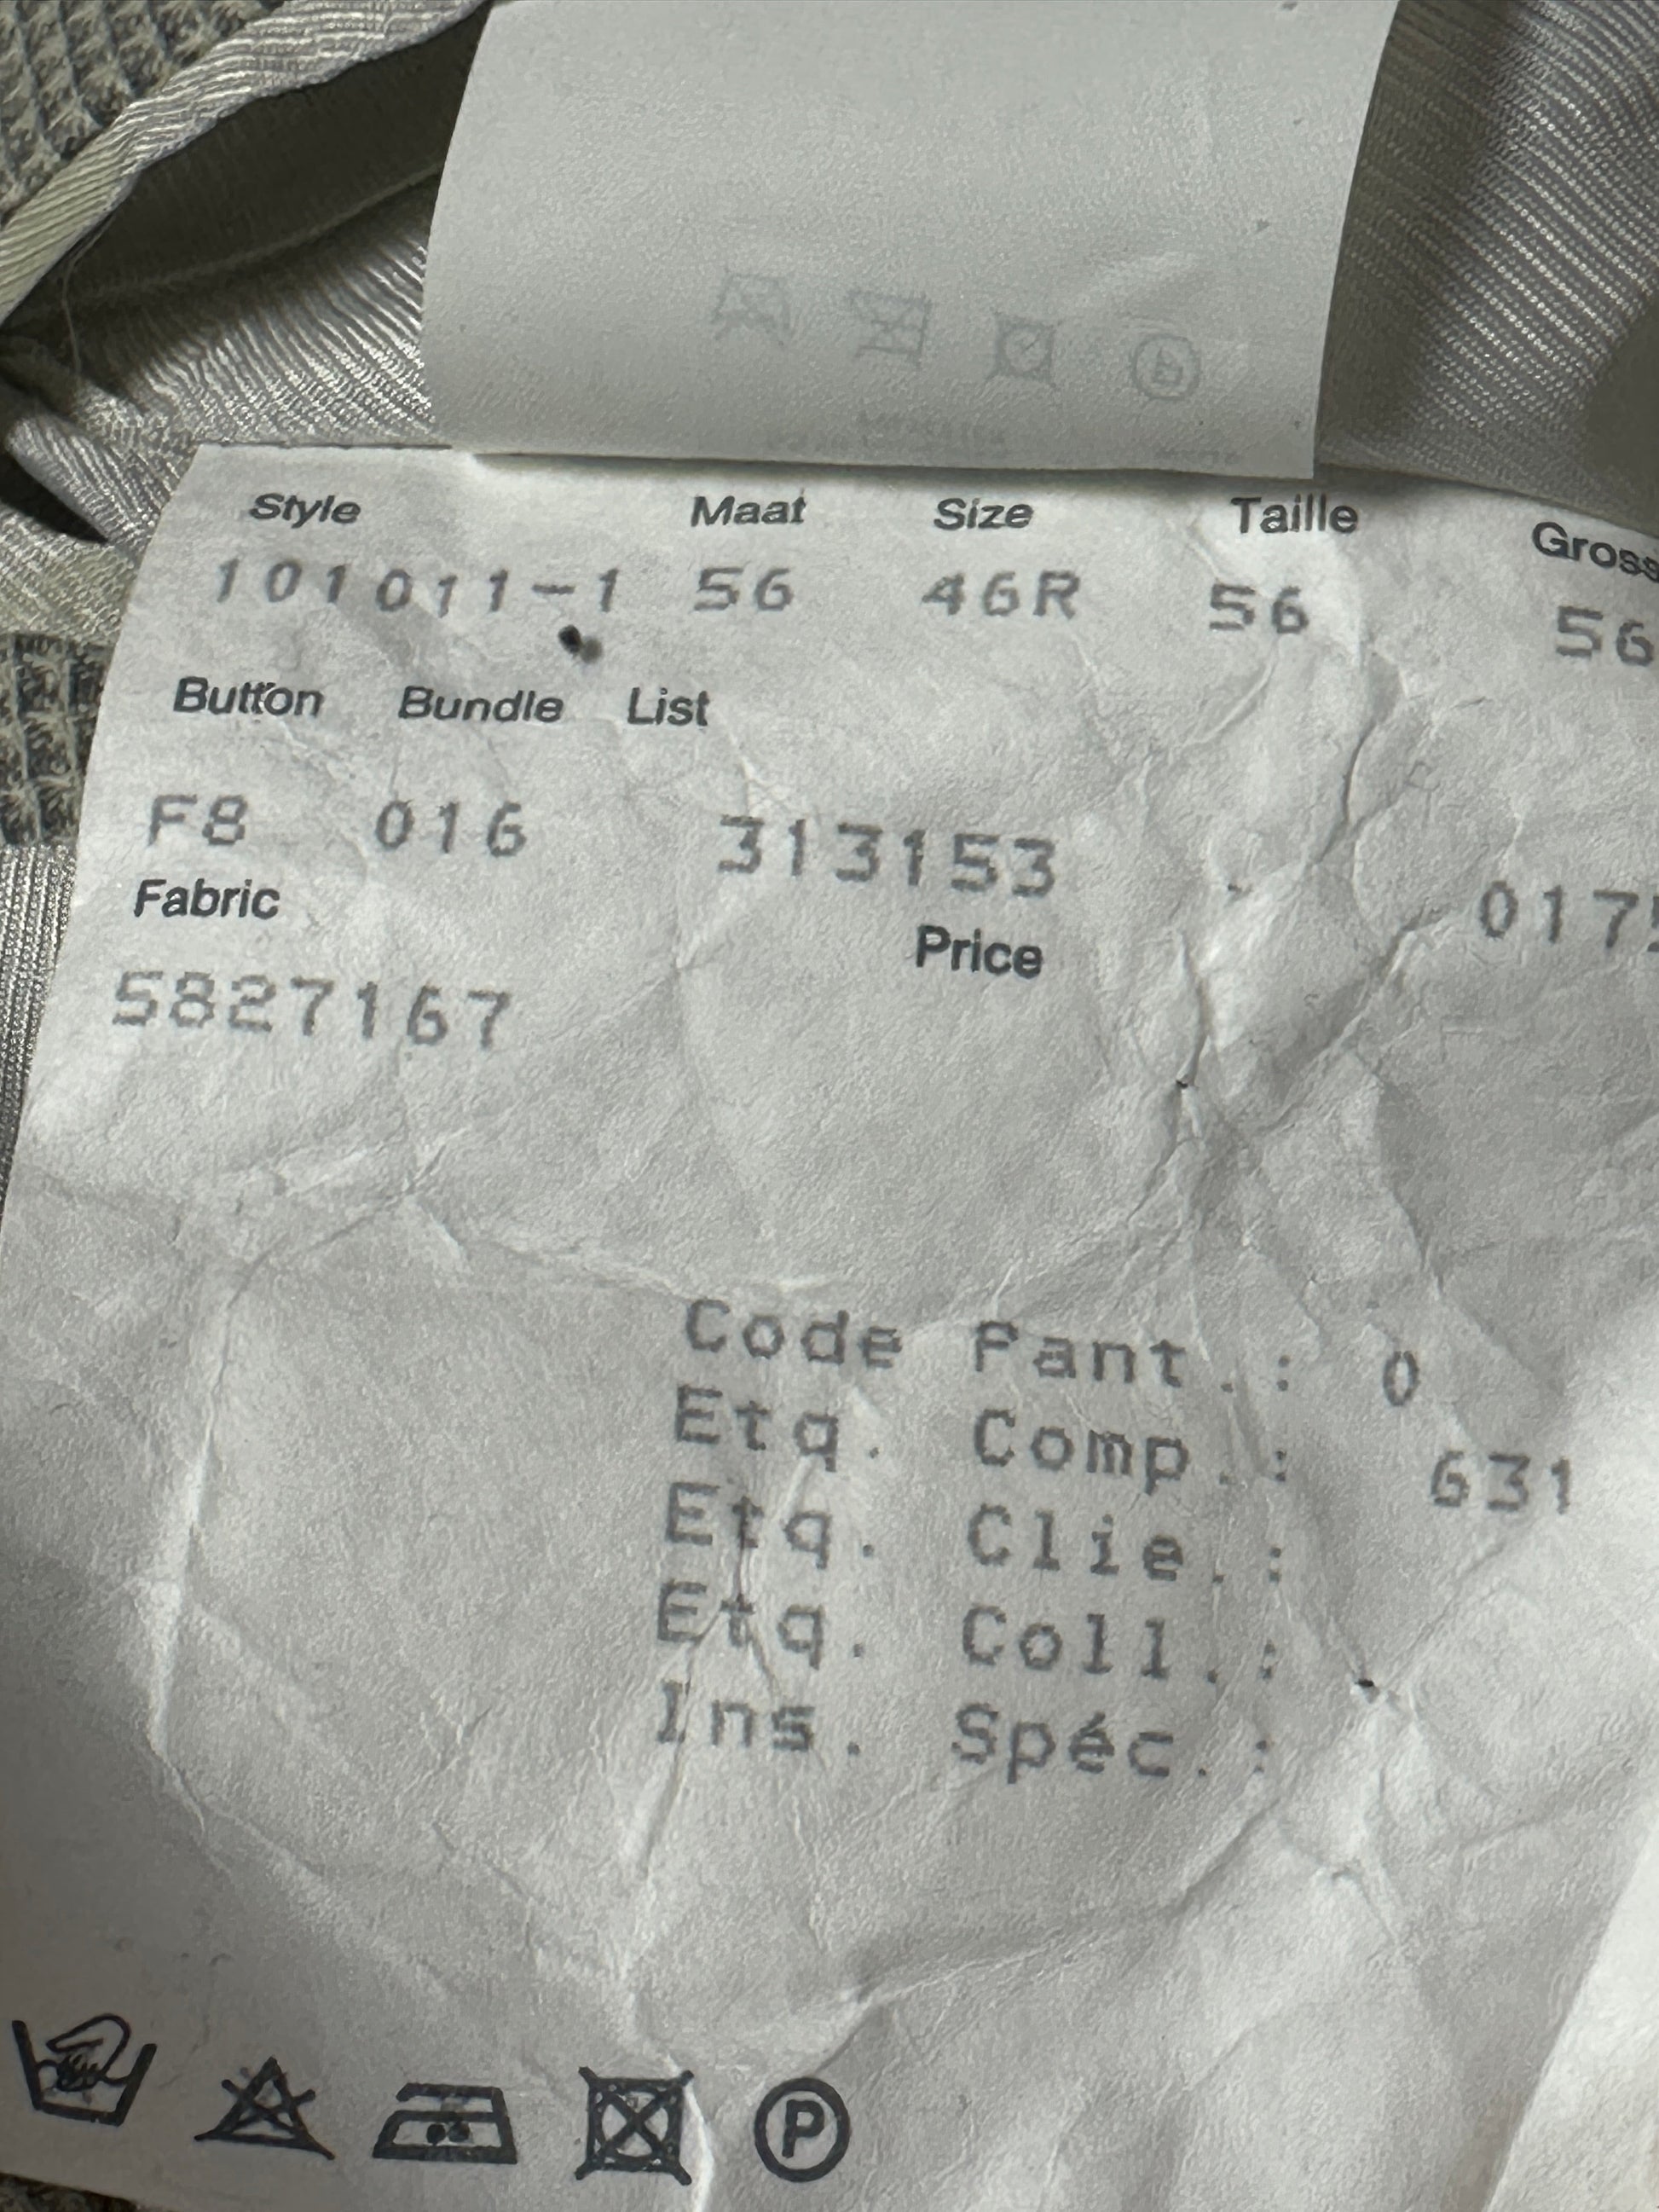 Style Maat Size Taille Gross
101011-1 56 46R 56 56
Button Bundle List
F8 016 313153 017
Fabric Price
5827167
Code Pant.: 0
Etq. Comp.: 631
Etq. Clie.:
Etq. Coll.:
Ins. Spéc.:
P